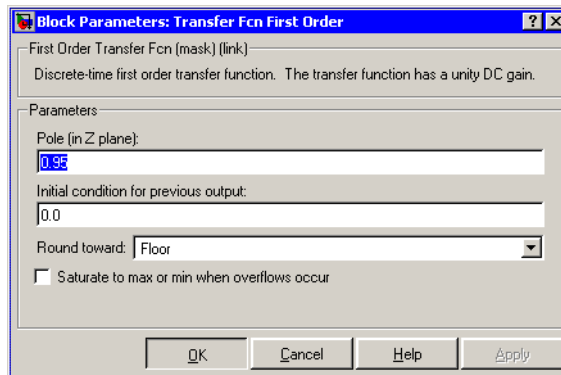 Block Parameters: Transfer Fcn First Order
First Order Transfer Fcn (mask) (link)
Discrete-time first order transfer function. The transfer function has a unity DC gain.
Parameters
Pole (in Z plane):
0.95
Initial condition for previous output:
0.0
Round toward: Floor
Saturate to max or min when overflows occur
OK Cancel Help Apply